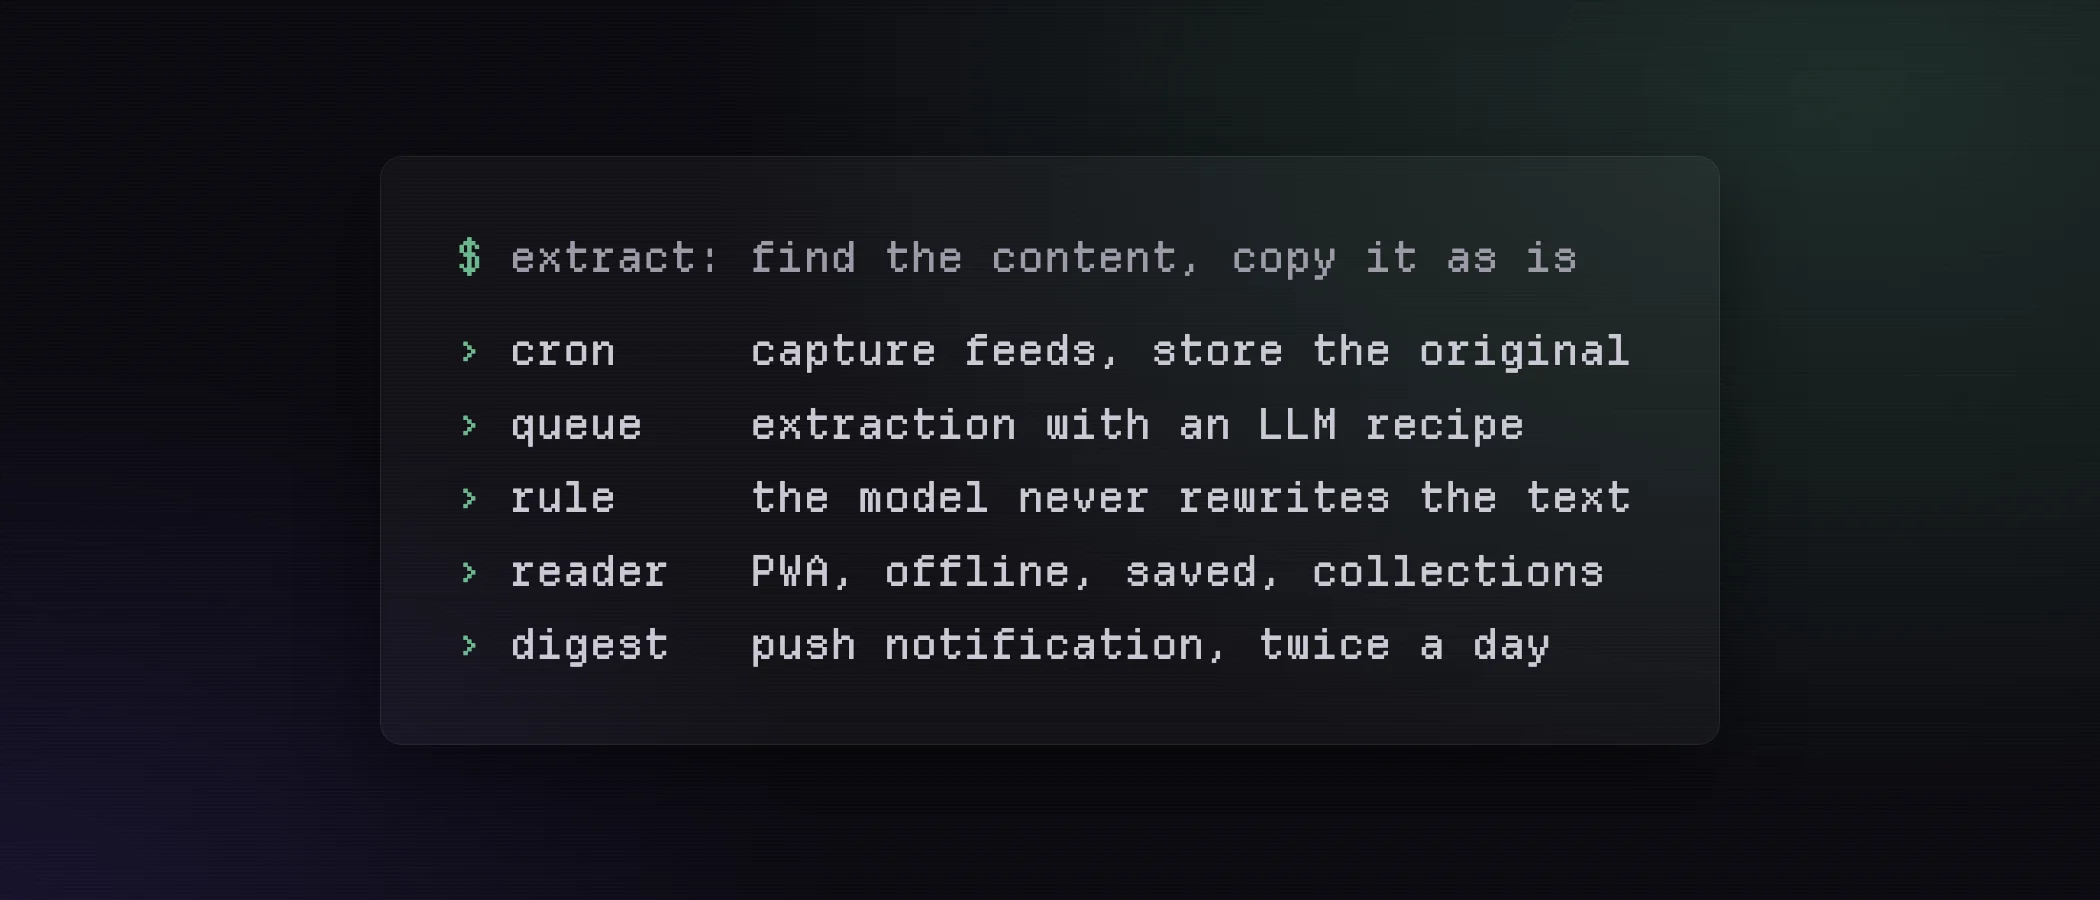 $ extract: find the content, copy it as is
› cron capture feeds, store the original
› queue extraction with an LLM recipe
› rule the model never rewrites the text
› reader PWA, offline, saved, collections
› digest push notification, twice a day